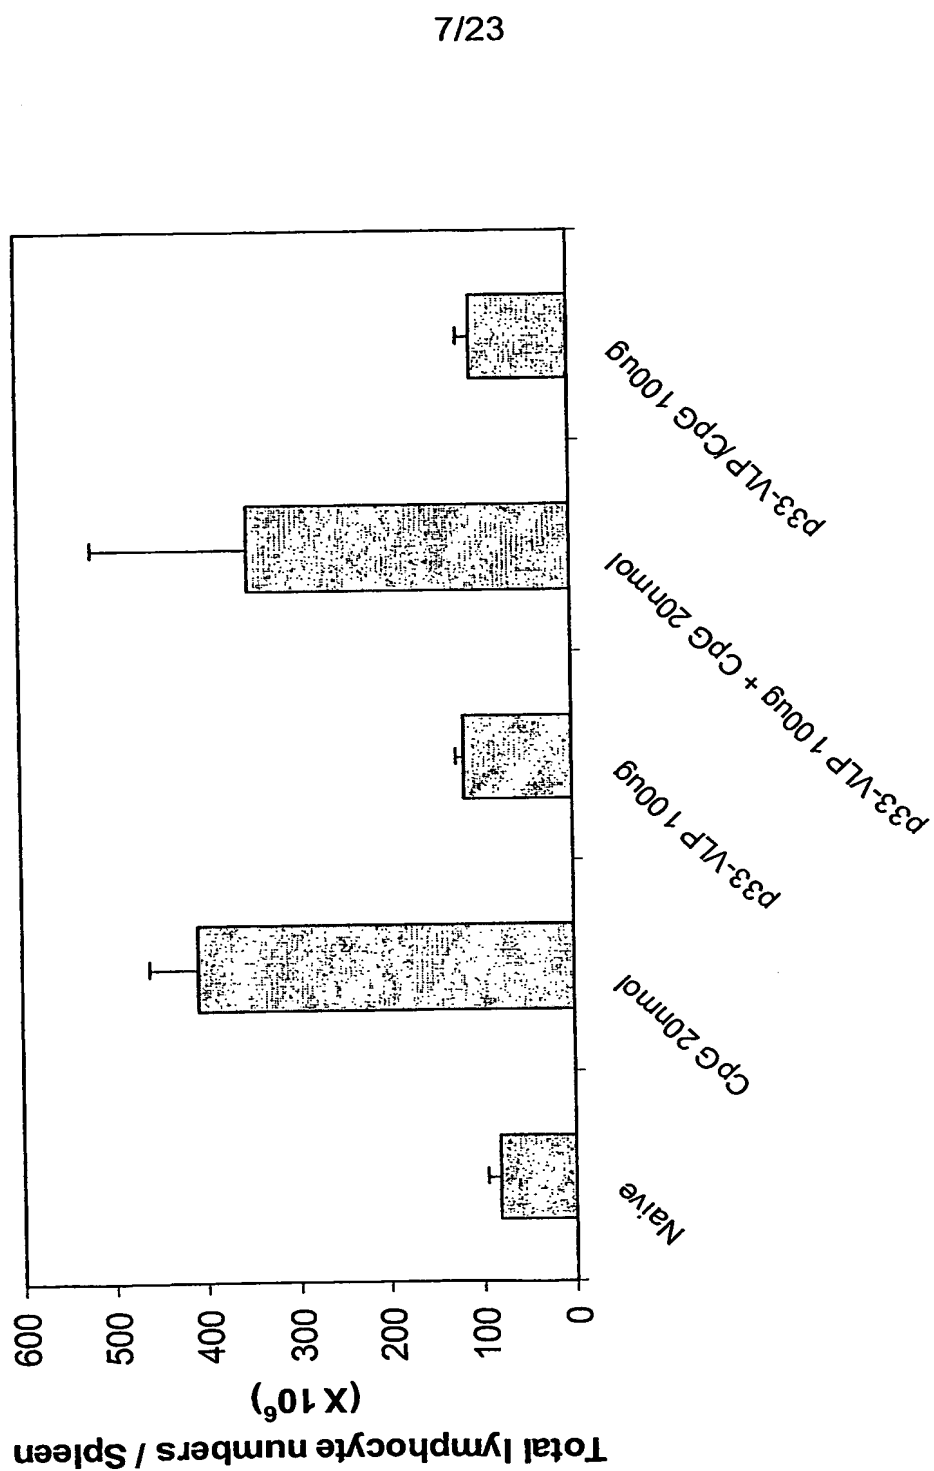 7/23
Total lymphocyte numbers / Spleen
(X 10⁶)
600
500
400
300
200
100
0
Naive
CpG 20nmol
p33-VLP 100ug
p33-VLP 100ug + CpG 20nmol
p33-VLP/CpG 100ug